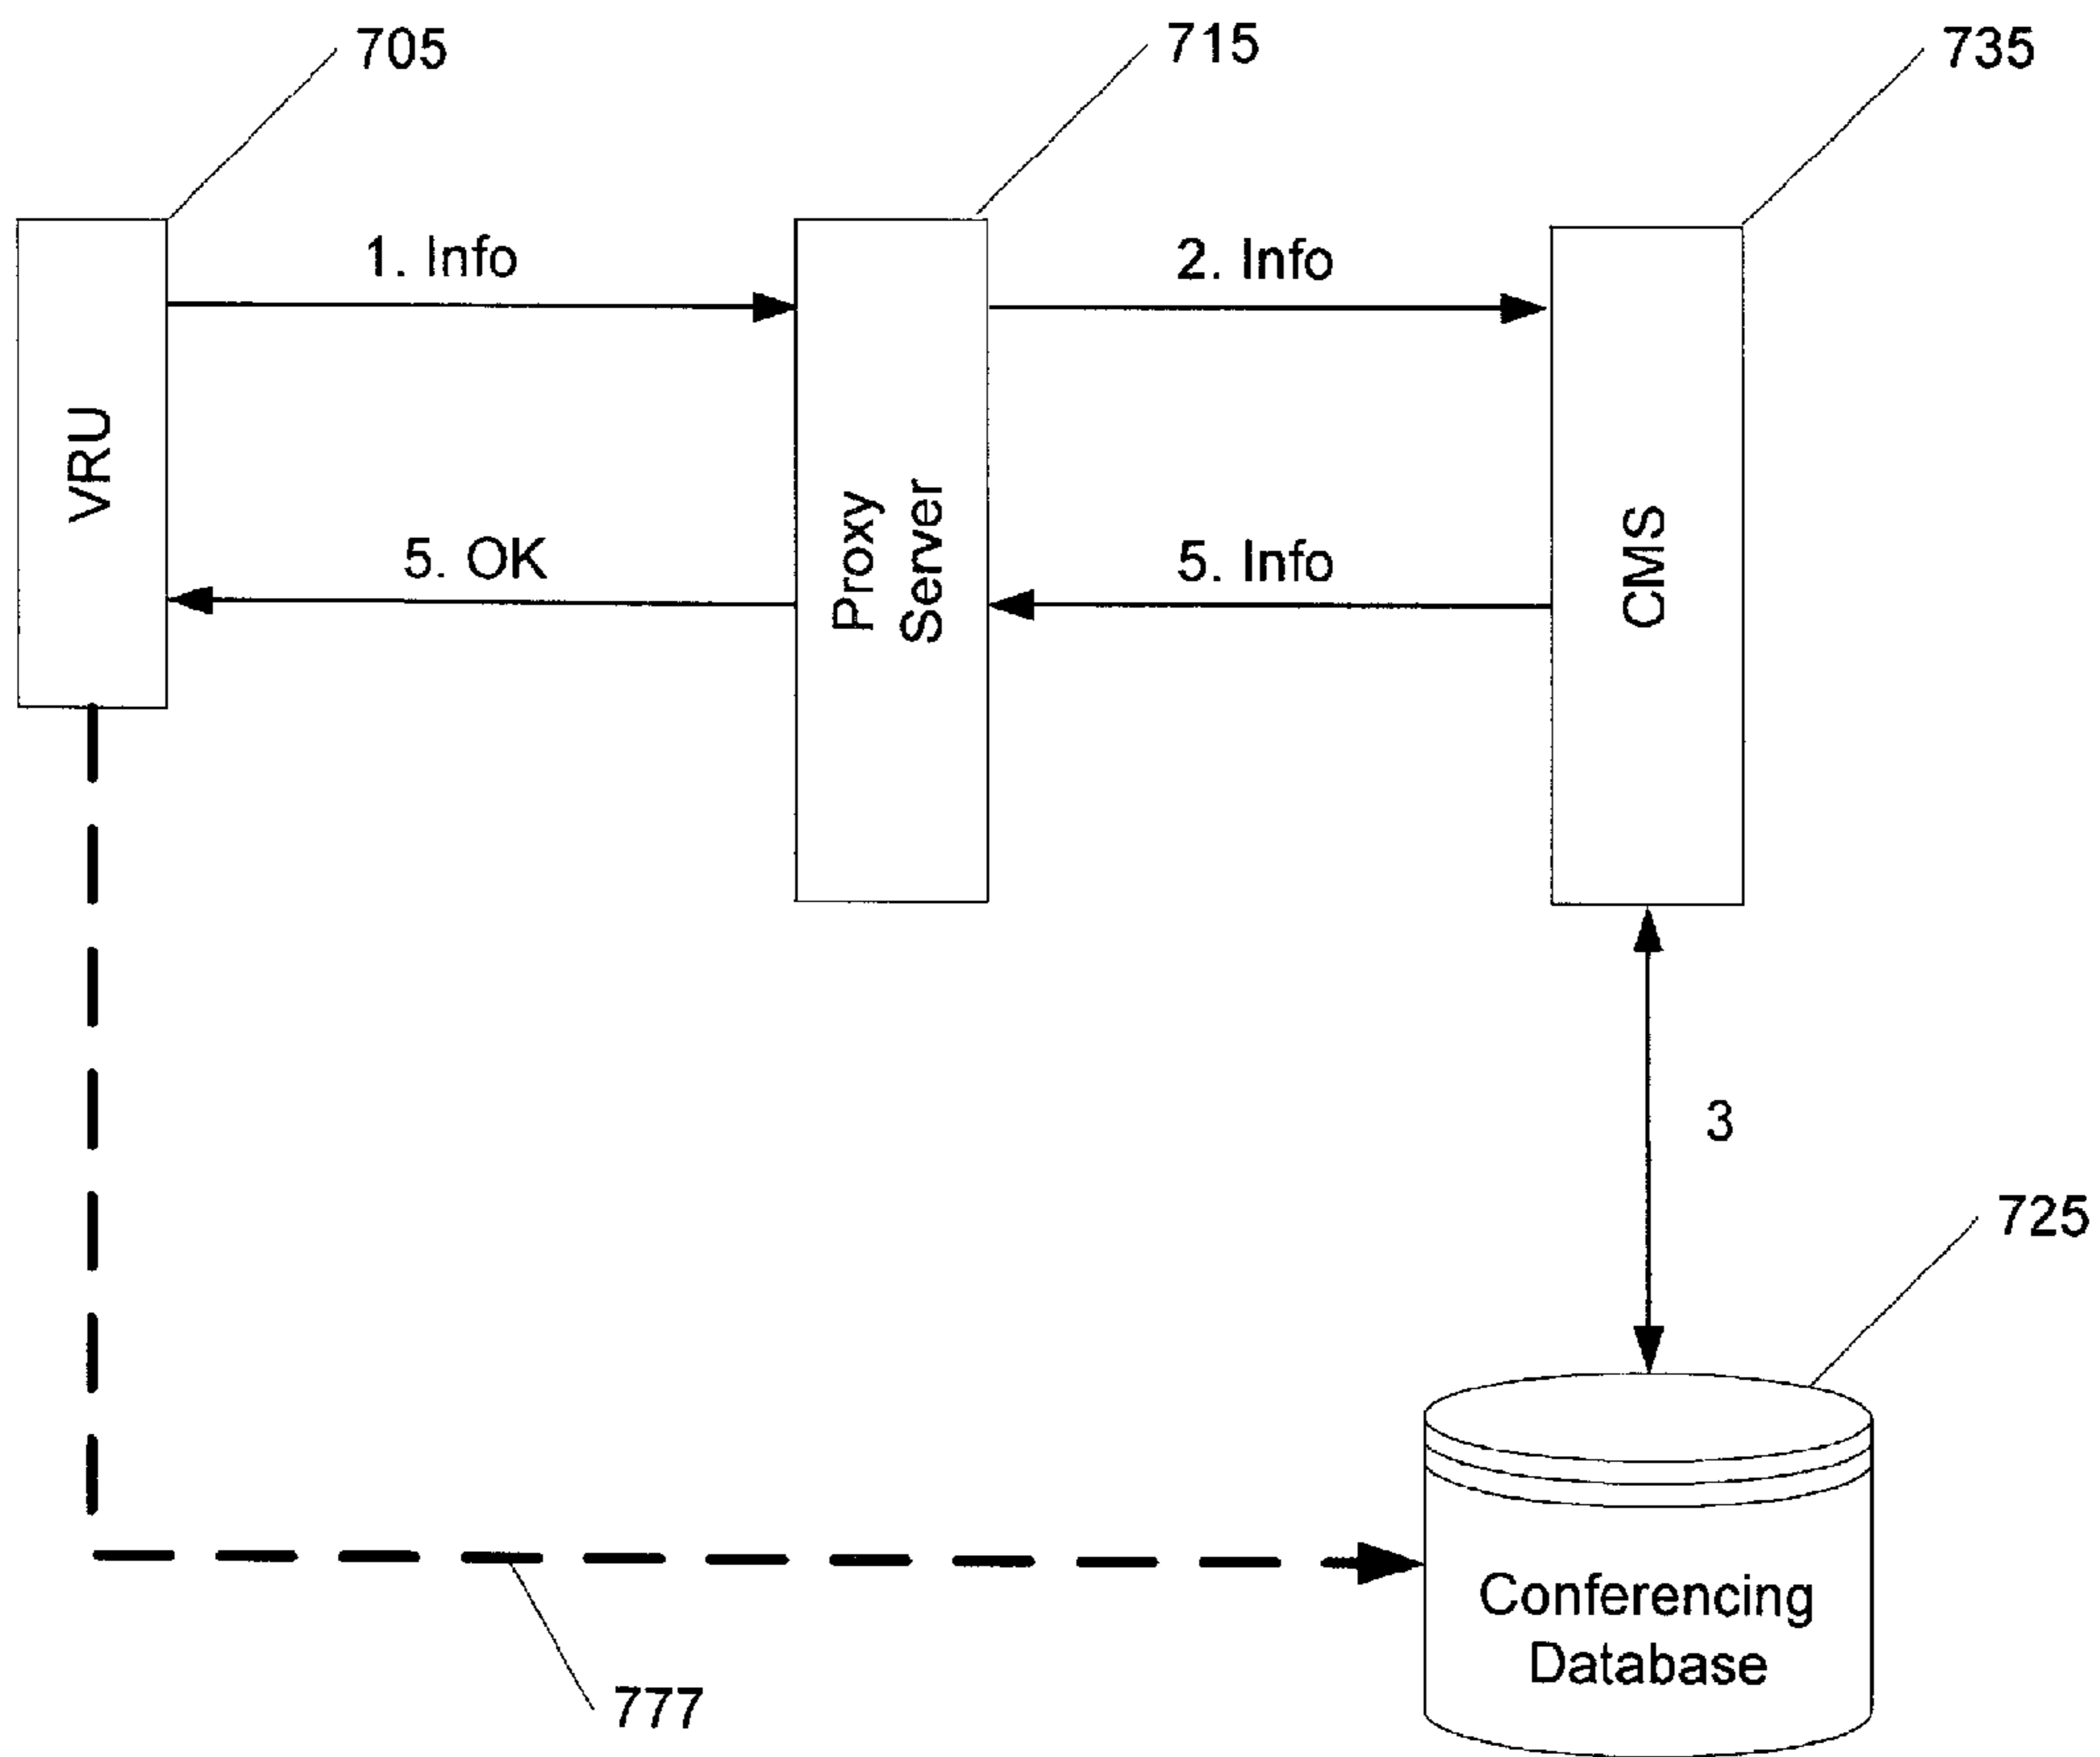 705
715
735
1. Info
2. Info
VRU
5. OK
Proxy
Server
5. Info
CMS
3
725
Conferencing
Database
777